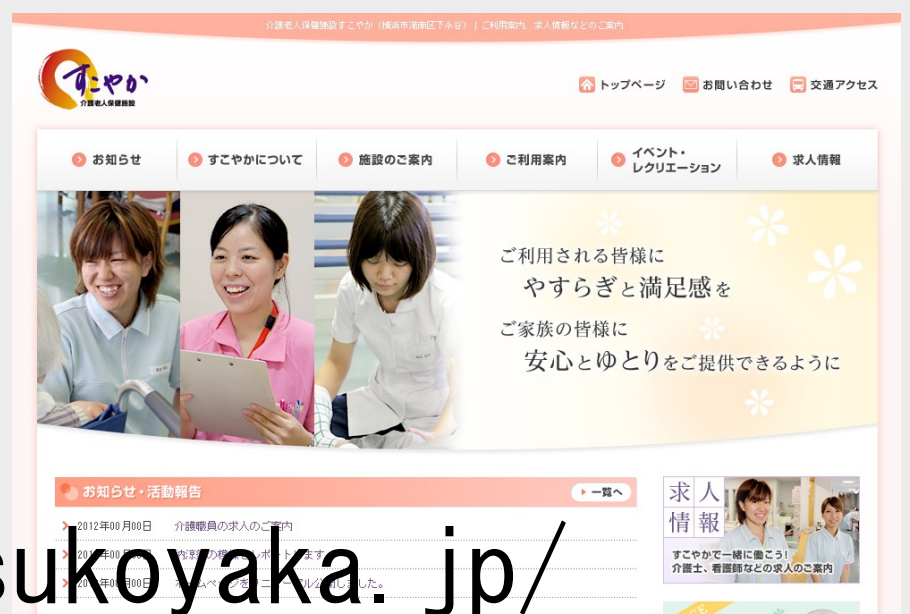 介護老人保健施設すこやか（横浜市港南区下永谷）｜ご利用案内、求人情報などのご案内
すこやか
介護老人保健施設
トップページ
お問い合わせ
交通アクセス
お知らせ
すこやかについて
施設のご案内
ご利用案内
イベント・
レクリエーション
求人情報
ご利用される皆様に
やすらぎと満足感を
ご家族の皆様に
安心とゆとりをご提供できるように
お知らせ・活動報告
一覧へ
2012年00月00日 介護職員の求人のご案内
sukoyaka.jp/
求人
情報
すこやかで一緒に働こう!
介護士、看護師などの求人のご案内